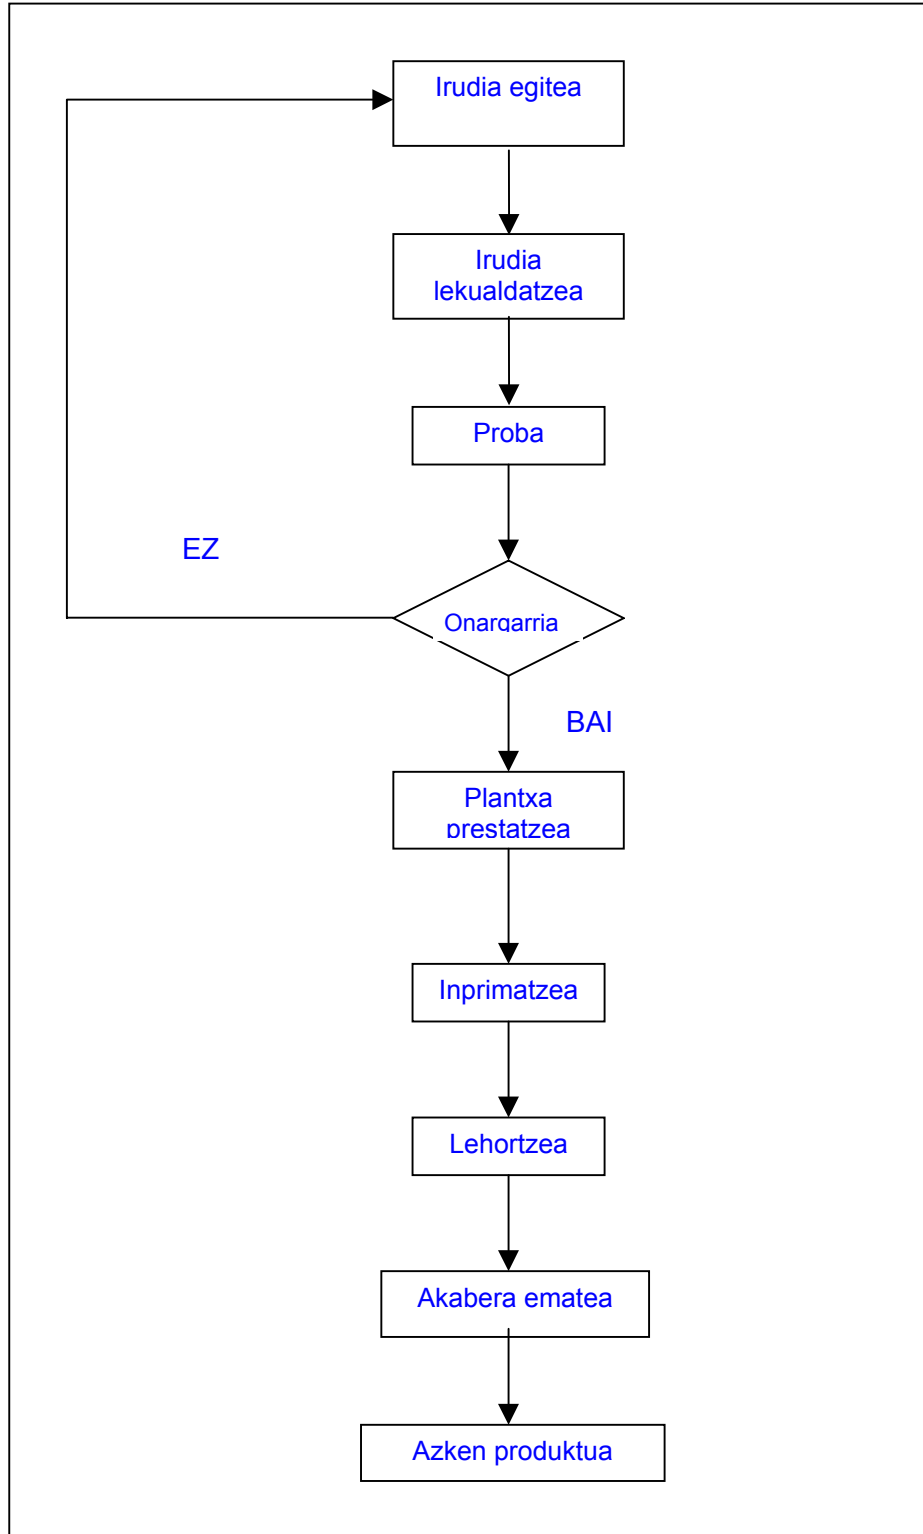 Irudia egitea
Irudia
lekualdatzea
Proba
EZ
Onargarria
BAI
Plantxa
prestatzea
Inprimatzea
Lehortzea
Akabera ematea
Azken produktua